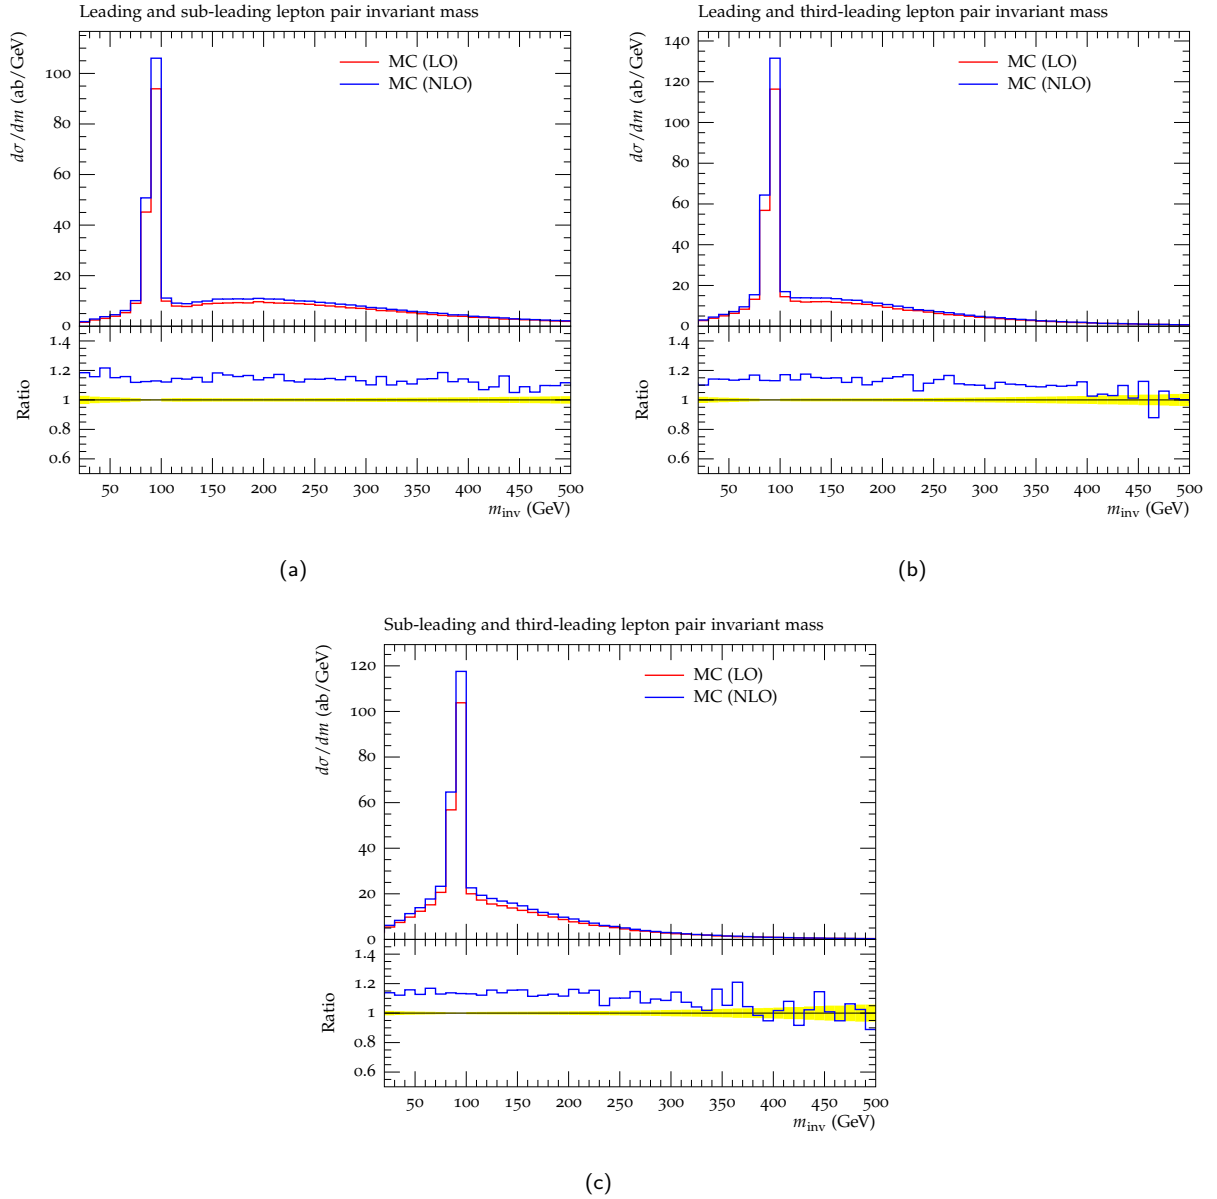 Leading and sub-leading lepton pair invariant mass
dσ/dm (ab/GeV)
MC (LO)
MC (NLO)
100
80
60
40
20
0
Ratio
1.4
1.2
1
0.8
0.6
50 100 150 200 250 300 350 400 450 500
m_inv (GeV)
(a)
Leading and third-leading lepton pair invariant mass
dσ/dm (ab/GeV)
MC (LO)
MC (NLO)
140
120
100
80
60
40
20
0
Ratio
1.4
1.2
1
0.8
0.6
50 100 150 200 250 300 350 400 450 500
m_inv (GeV)
(b)
Sub-leading and third-leading lepton pair invariant mass
dσ/dm (ab/GeV)
MC (LO)
MC (NLO)
120
100
80
60
40
20
0
Ratio
1.4
1.2
1
0.8
0.6
50 100 150 200 250 300 350 400 450 500
m_inv (GeV)
(c)